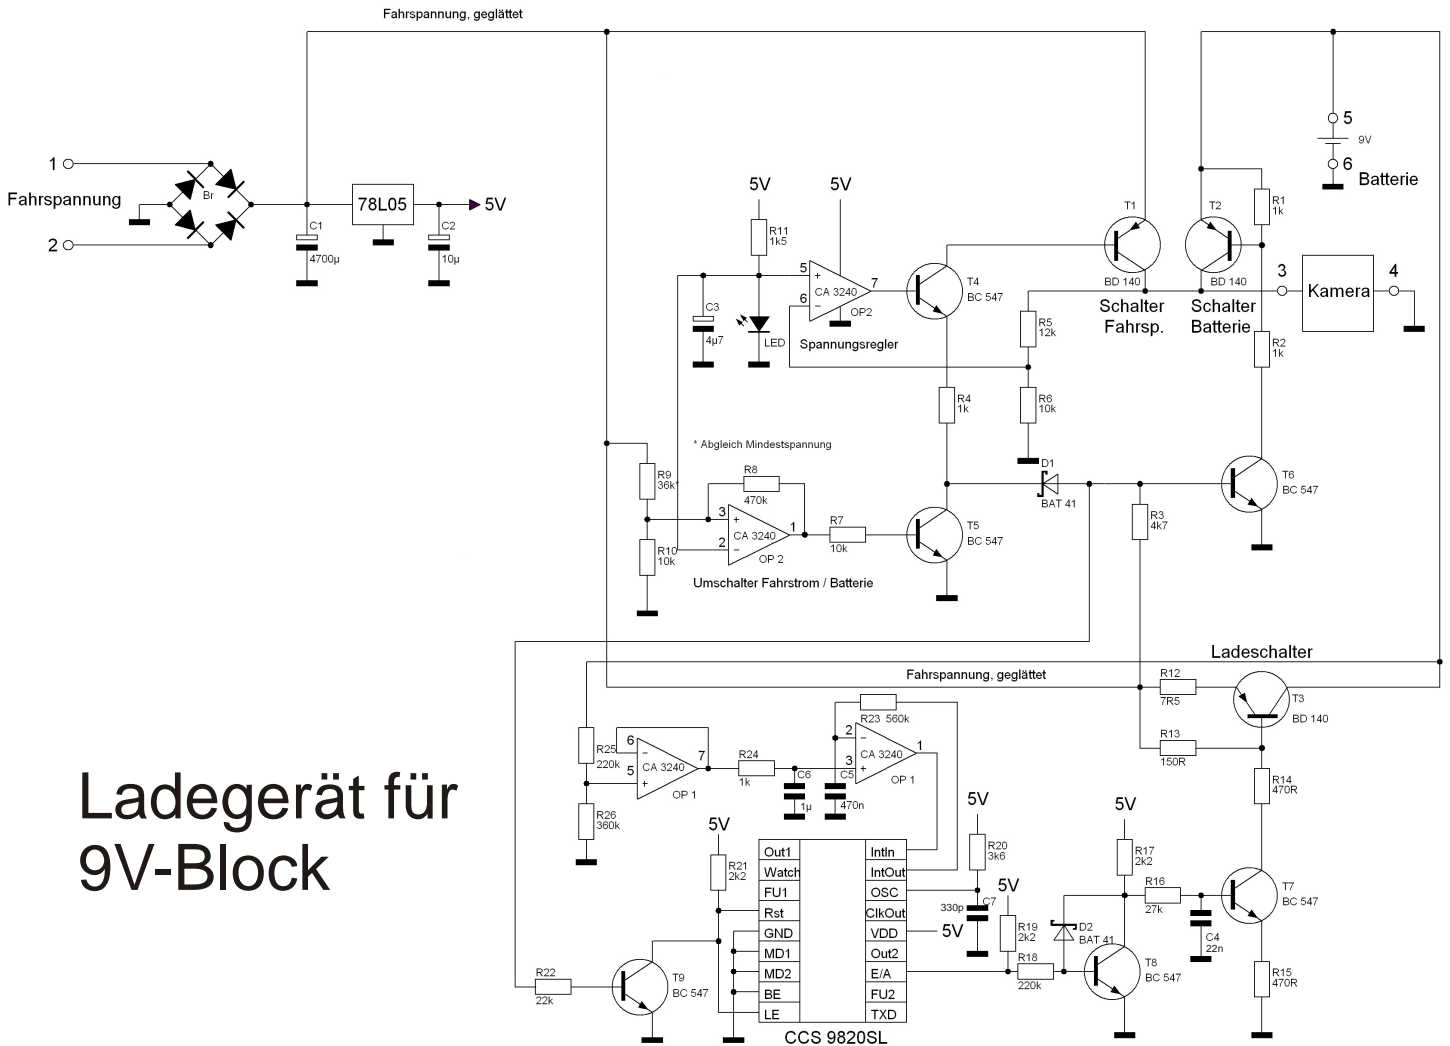 Fahrspannung, geglättet
1
Fahrspannung
2
Br
78L05
5V
C1
4700µ
C2
10µ
5
9V
6
Batterie
5V
5V
R11
1k5
C3
4µ7
LED
5
+
CA 3240
6
−
7
OP2
Spannungsregler
T4
BC 547
T1
BD 140
Schalter
Fahrsp.
T2
BD 140
Schalter
Batterie
R1
1k
3
Kamera
4
R5
12k
R2
1k
R4
1k
R6
10k
* Abgleich Mindestspannung
R9
36k*
R8
470k
R10
10k
3
+
CA 3240
2
−
1
OP 2
R7
10k
T5
BC 547
Umschalter Fahrstrom / Batterie
D1
BAT 41
R3
4k7
T6
BC 547
Ladeschalter
Fahrspannung, geglättet
R12
7R5
T3
BD 140
R13
150R
R14
470R
R25
220k
R26
360k
6
−
CA 3240
5
+
7
OP 1
R24
1k
C6
1µ
C5
470n
R23 560k
2
−
CA 3240
3
+
1
OP 1
Ladegerät für
9V-Block
5V
R21
2k2
Out1
Watch
FU1
Rst
GND
MD1
MD2
BE
LE
IntIn
IntOut
OSC
ClkOut
VDD
Out2
E/A
FU2
TXD
CCS 9820SL
5V
R20
3k6
330p
C7
5V
5V
R19
2k2
R18
220k
D2
BAT 41
5V
R17
2k2
R16
27k
C4
22n
T7
BC 547
T8
BC 547
R15
470R
R22
22k
T9
BC 547